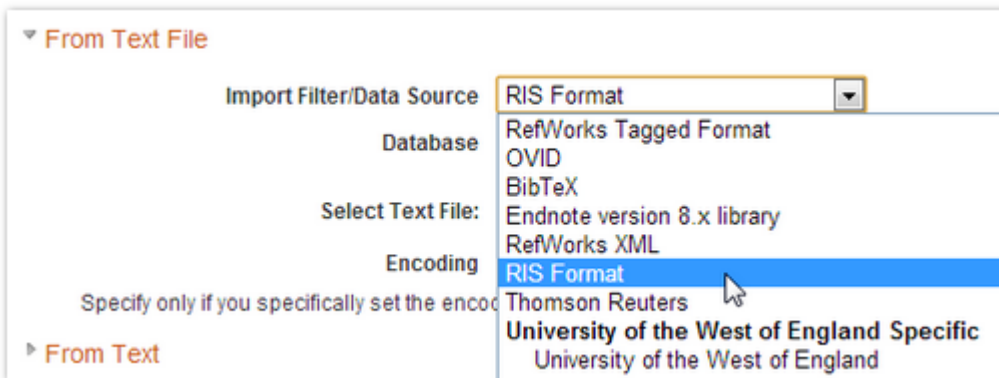 From Text File
Import Filter/Data Source RIS Format
RefWorks Tagged Format
Database
OVID
BibTeX
Select Text File:
Endnote version 8.x library
RefWorks XML
Encoding
RIS Format
Specify only if you specifically set the enco
Thomson Reuters
University of the West of England Specific
From Text
University of the West of England